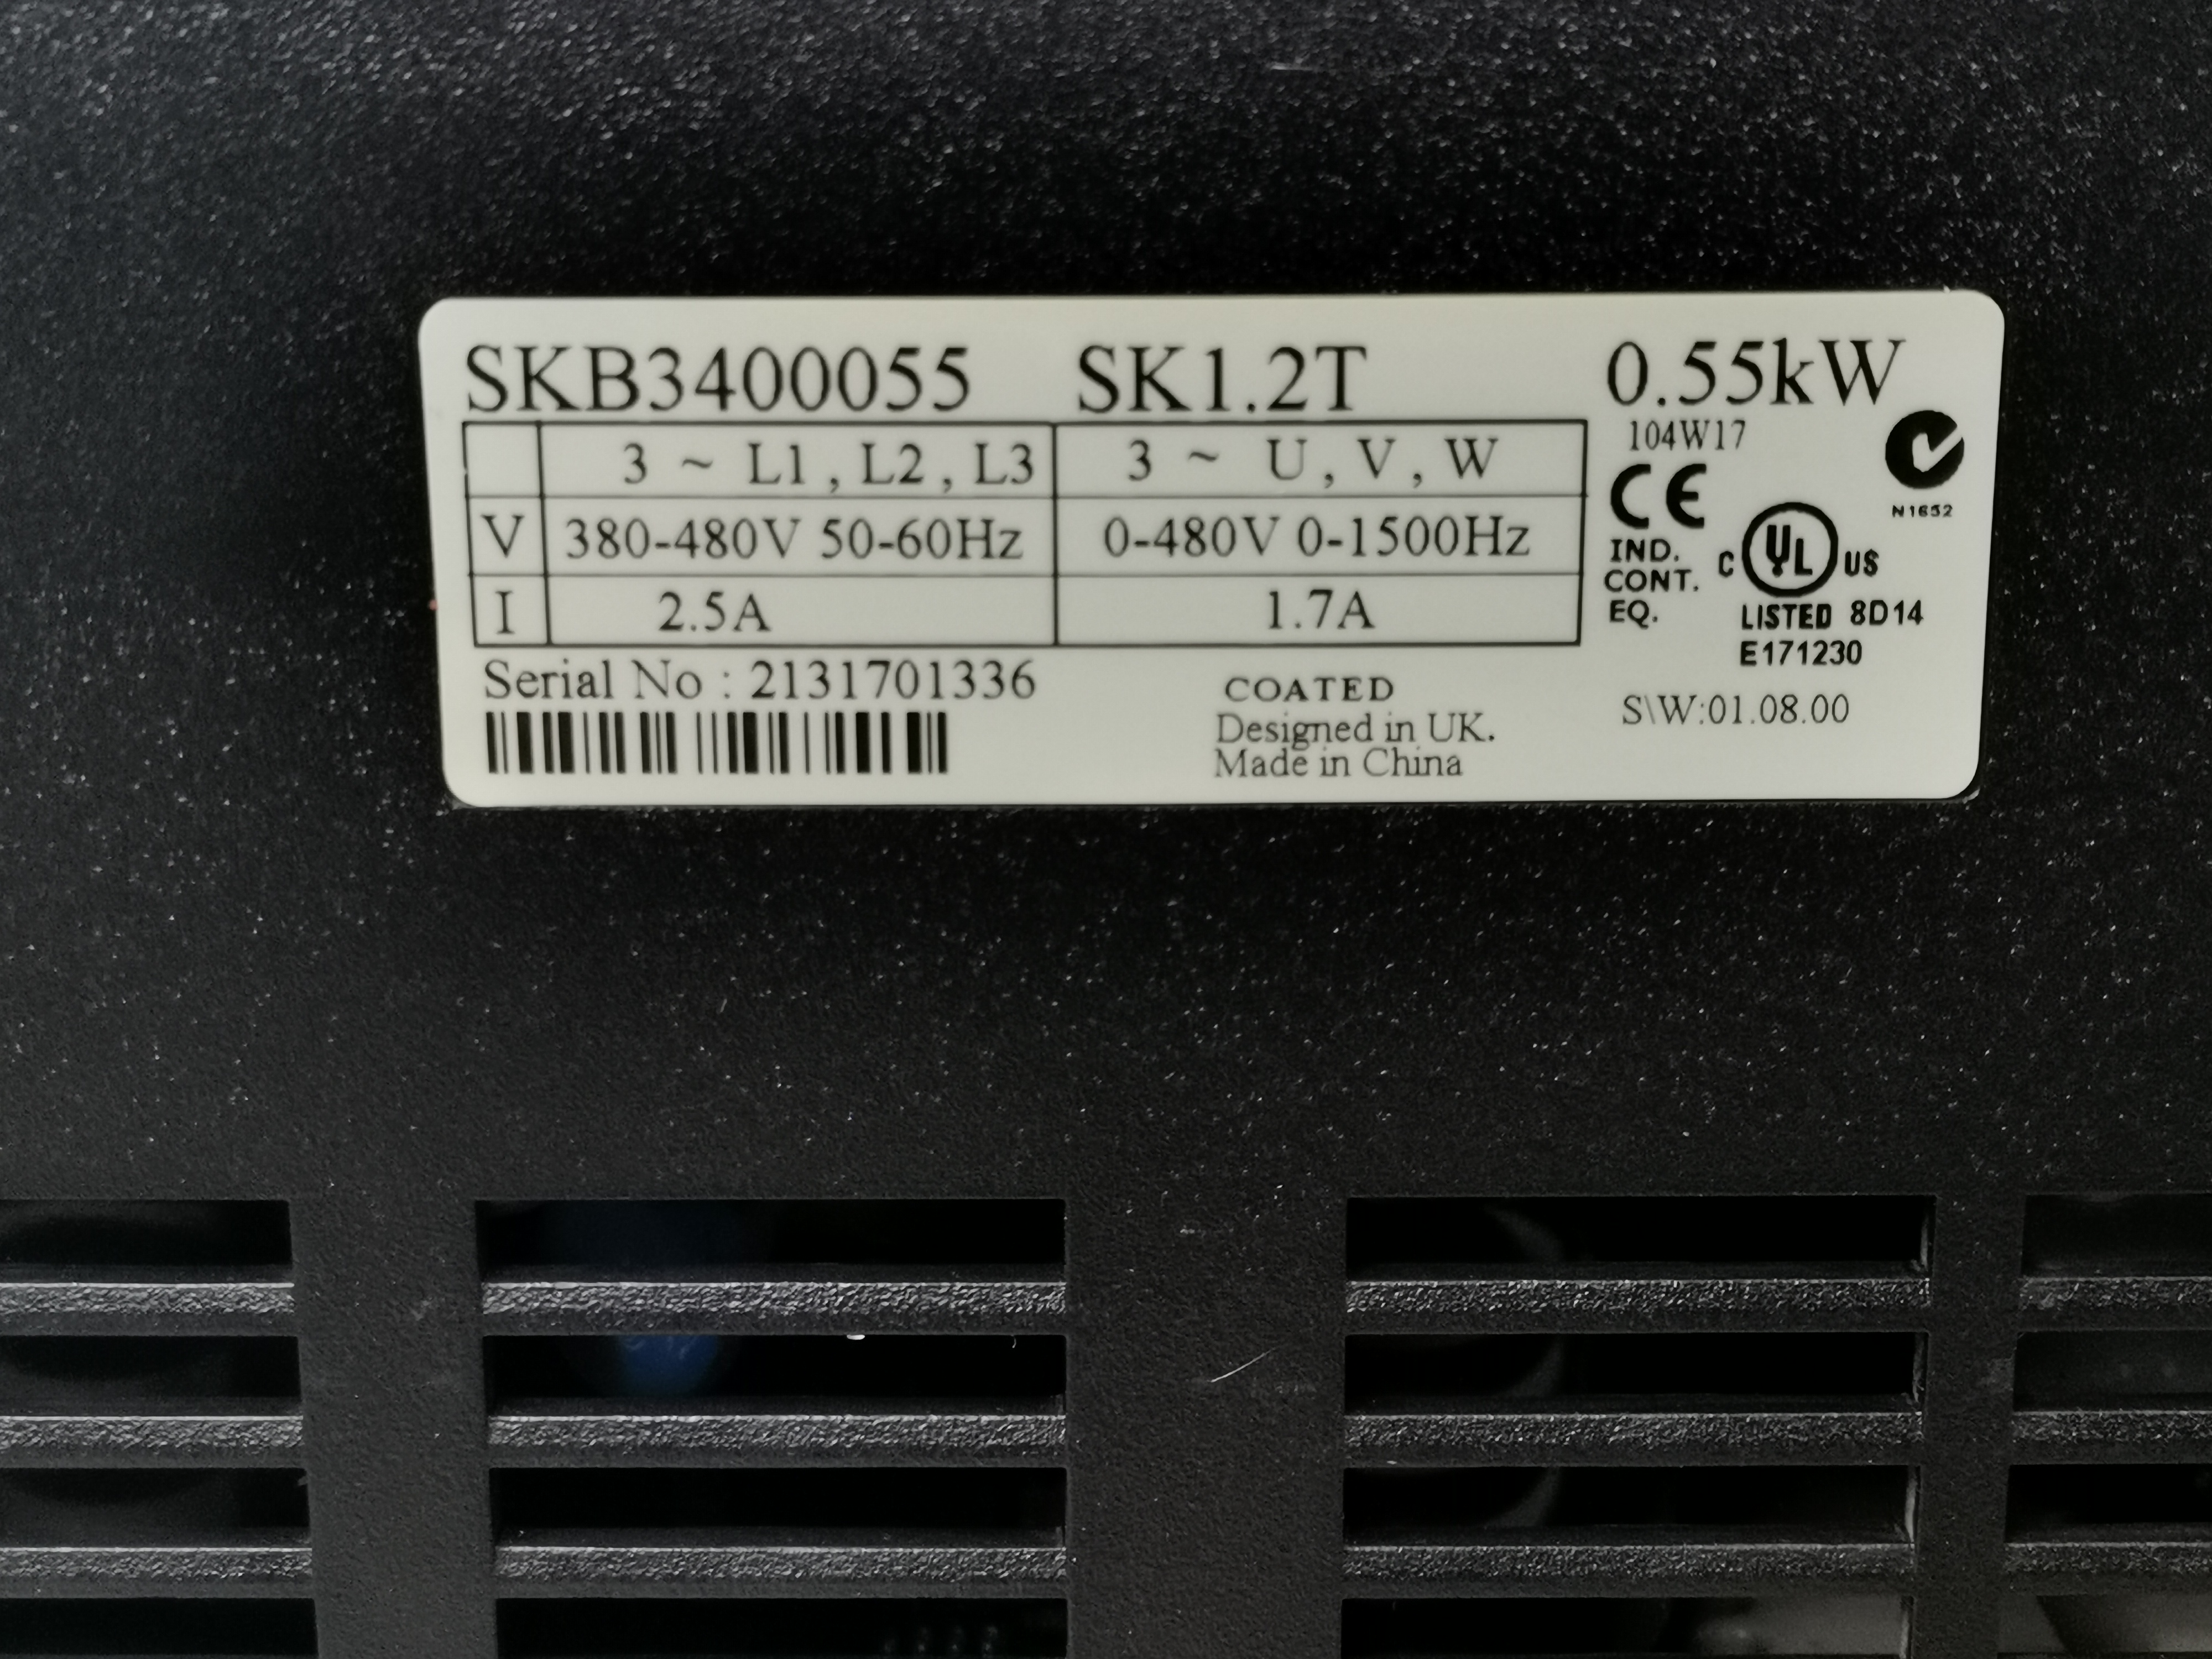 SKB3400055 SK1.2T 0.55kW
104W17
3 ~ L1 , L2 , L3 3 ~ U , V , W
V 380-480V 50-60Hz 0-480V 0-1500Hz
I 2.5A 1.7A
CE
N1652
IND.
CONT.
EQ.
C UL US
LISTED 8D14
E171230
Serial No : 2131701336
COATED
Designed in UK.
Made in China
S\W:01.08.00